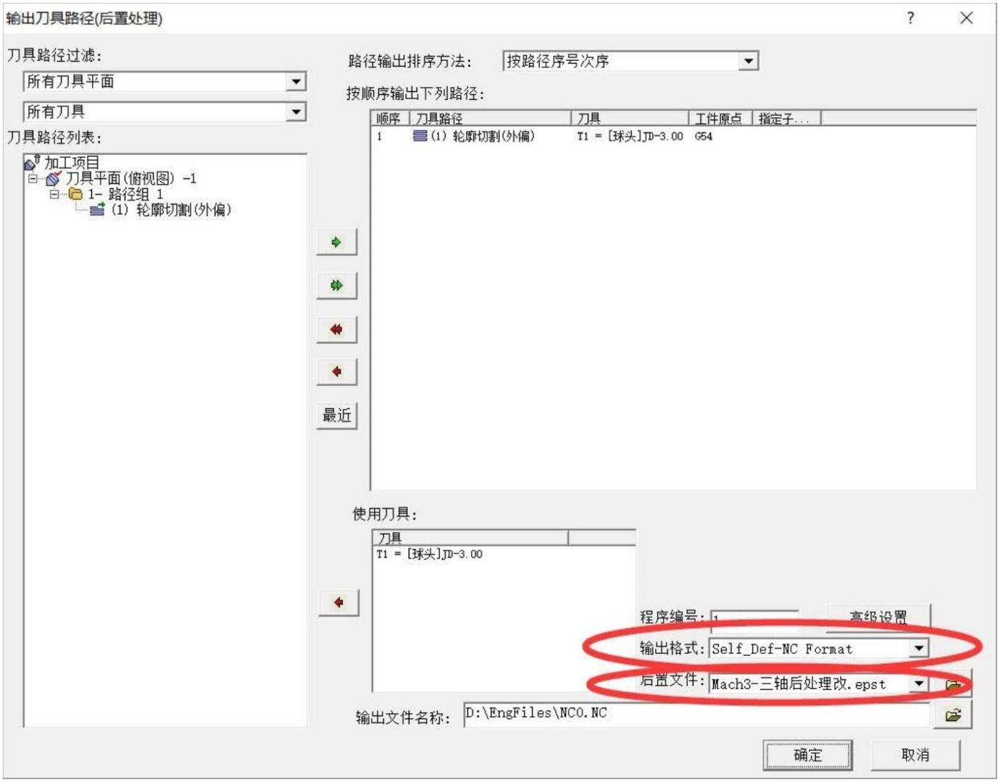 输出刀具路径(后置处理)
?
刀具路径过滤:
所有刀具平面
所有刀具
刀具路径列表:
加工项目
刀具平面(俯视图) -1
1- 路径组 1
(1) 轮廓切割(外偏)
路径输出排序方法: 按路径序号次序
按顺序输出下列路径:
顺序 刀具路径 刀具 工件原点 指定子...
1 (1) 轮廓切割(外偏) T1 = [球头]JD-3.00 G54
最近
使用刀具:
刀具
T1 = [球头]JD-3.00
程序编号: 1 高级设置
输出格式: Self_Def-NC Format
后置文件: Mach3-三轴后处理改.epst
输出文件名称: D:\EngFiles\NC0.NC
确定 取消